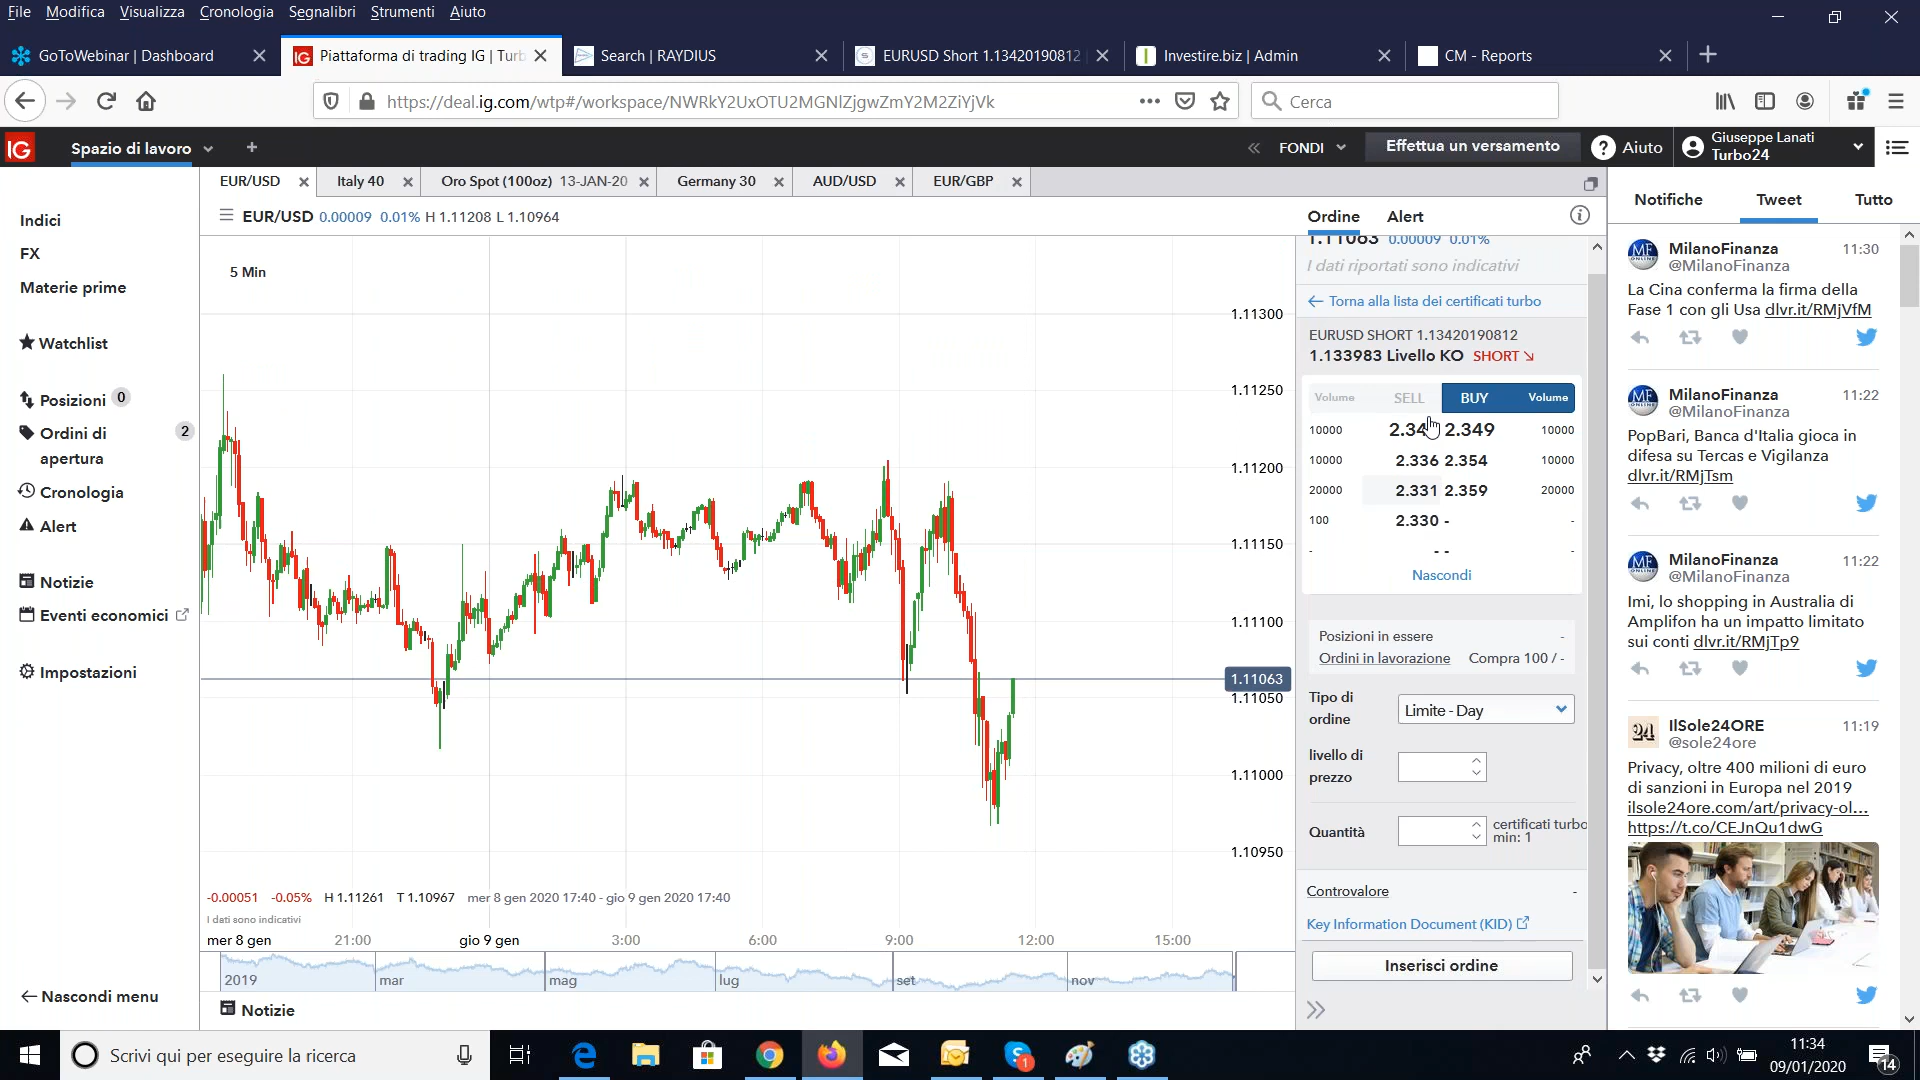 File Modifica Visualizza Cronologia Segnalibri Strumenti Aiuto
GoToWebinar | Dashboard
Piattaforma di trading IG | Turb
Search | RAYDIUS
EURUSD Short 1.13420190812
Investire.biz | Admin
CM - Reports
https://deal.ig.com/wtp#/workspace/NWRkY2UxOTU2MGNlZjgwZmY2M2ZiYjVk
Cerca
IG
Spazio di lavoro
FONDI
Effettua un versamento
Aiuto
Giuseppe Lanati
Turbo24
EUR/USD
Italy 40
Oro Spot (100oz) 13-JAN-20
Germany 30
AUD/USD
EUR/GBP
EUR/USD 0.00009 0.01% H 1.11208 L 1.10964
Indici
FX
Materie prime
Watchlist
Posizioni 0
Ordini di apertura 2
Cronologia
Alert
Notizie
Eventi economici
Impostazioni
Nascondi menu
5 Min
1.11300
1.11250
1.11200
1.11150
1.11100
1.11063
1.11050
1.11000
1.10950
-0.00051 -0.05% H 1.11261 T 1.10967 mer 8 gen 2020 17:40 - gio 9 gen 2020 17:40
I dati sono indicativi
mer 8 gen 21:00 gio 9 gen 3:00 6:00 9:00 12:00 15:00
2019 mar mag lug set nov
Notizie
Ordine Alert
1.11063 0.00009 0.01%
I dati riportati sono indicativi
Torna alla lista dei certificati turbo
EURUSD SHORT 1.13420190812
1.133983 Livello KO SHORT
Volume SELL BUY Volume
10000 2.349 10000
10000 2.336 2.354 10000
20000 2.331 2.359 20000
100 2.330 - -
- - - -
Nascondi
Posizioni in essere -
Ordini in lavorazione Compra 100 / -
Tipo di ordine
Limite - Day
livello di prezzo
Quantità
certificati turbo
min: 1
Controvalore -
Key Information Document (KID)
Inserisci ordine
Notifiche Tweet Tutto
MilanoFinanza 11:30
@MilanoFinanza
La Cina conferma la firma della
Fase 1 con gli Usa dlvr.it/RMjVfM
MilanoFinanza 11:22
@MilanoFinanza
PopBari, Banca d'Italia gioca in
difesa su Tercas e Vigilanza
dlvr.it/RMjTsm
MilanoFinanza 11:22
@MilanoFinanza
Imi, lo shopping in Australia di
Amplifon ha un impatto limitato
sui conti dlvr.it/RMjTp9
24
IlSole24ORE 11:19
@sole24ore
Privacy, oltre 400 milioni di euro
di sanzioni in Europa nel 2019
ilsole24ore.com/art/privacy-ol...
https://t.co/CEJnQu1dwG
Scrivi qui per eseguire la ricerca
1
11:34
09/01/2020
14